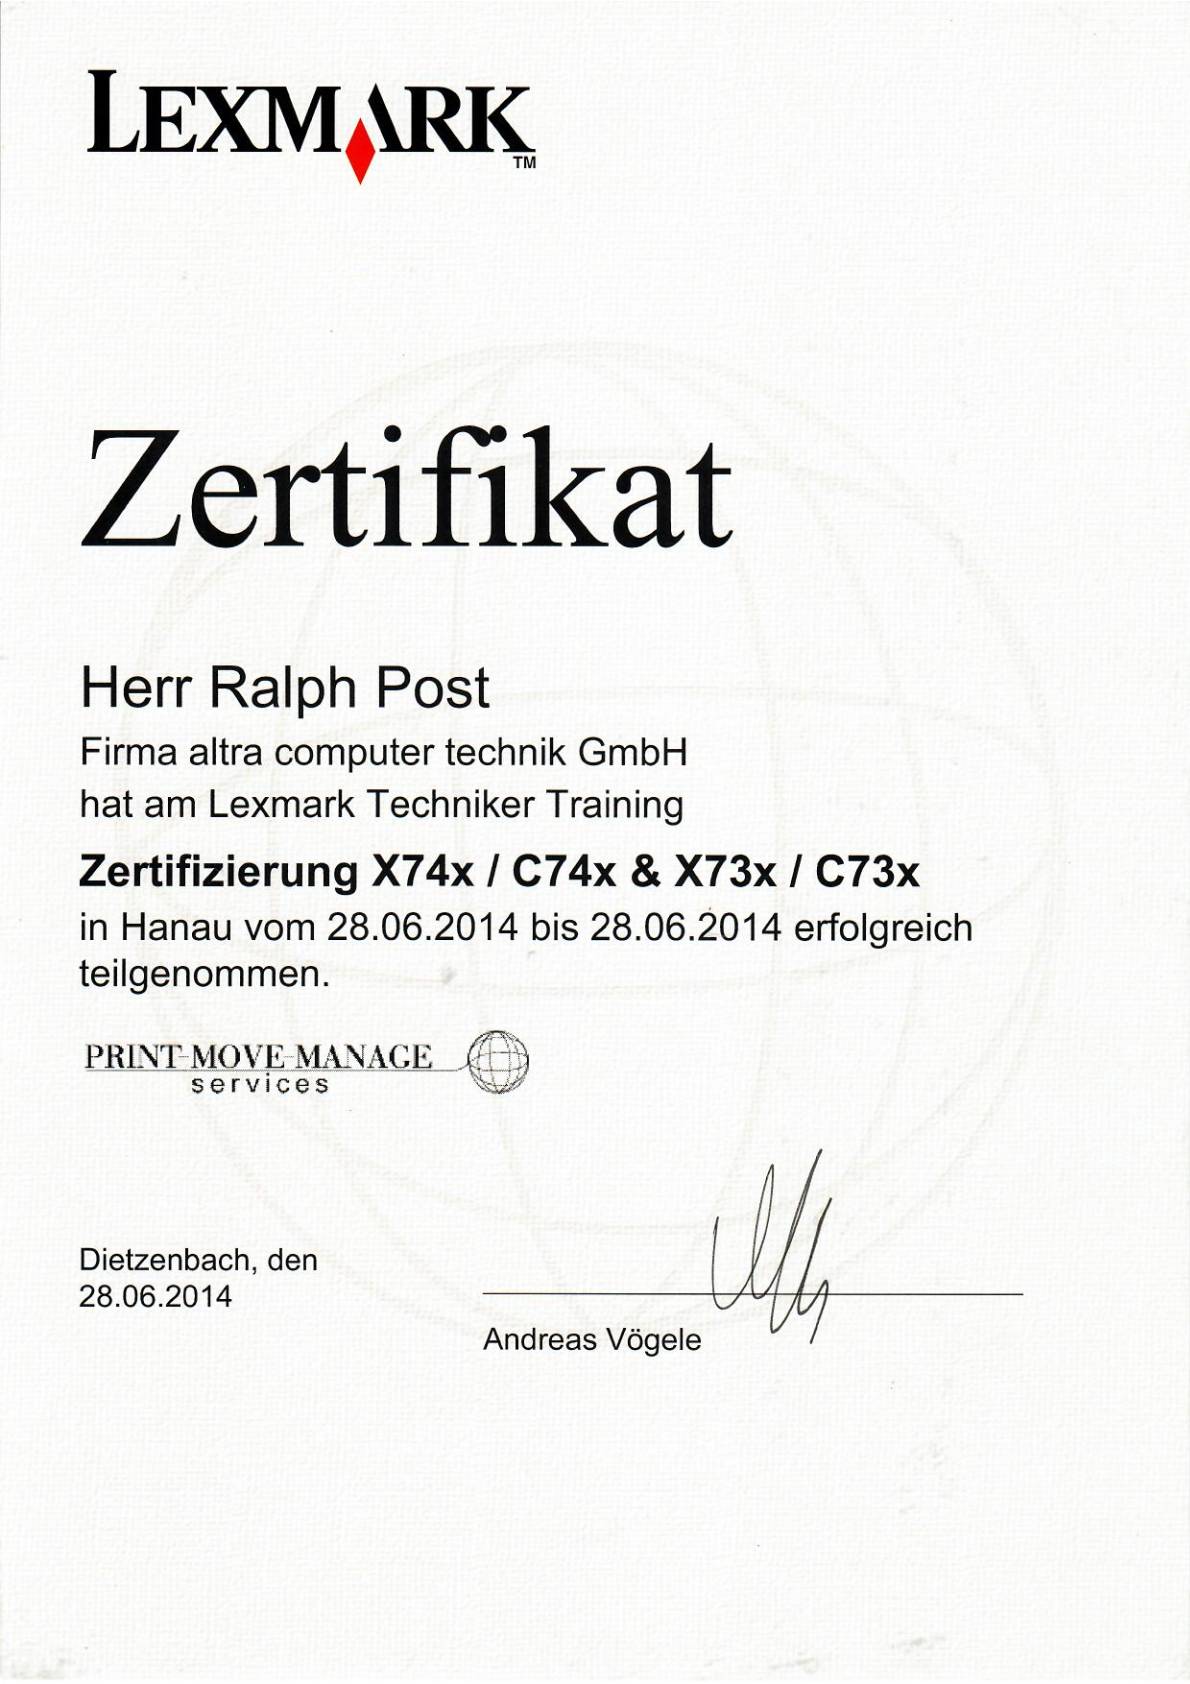 LEXMARK
TM
Zertifikat
Herr Ralph Post
Firma altra computer technik GmbH
hat am Lexmark Techniker Training
Zertifizierung X74x / C74x & X73x / C73x
in Hanau vom 28.06.2014 bis 28.06.2014 erfolgreich
teilgenommen.
PRINT-MOVE-MANAGE
services
Dietzenbach, den
28.06.2014
Andreas Vögele